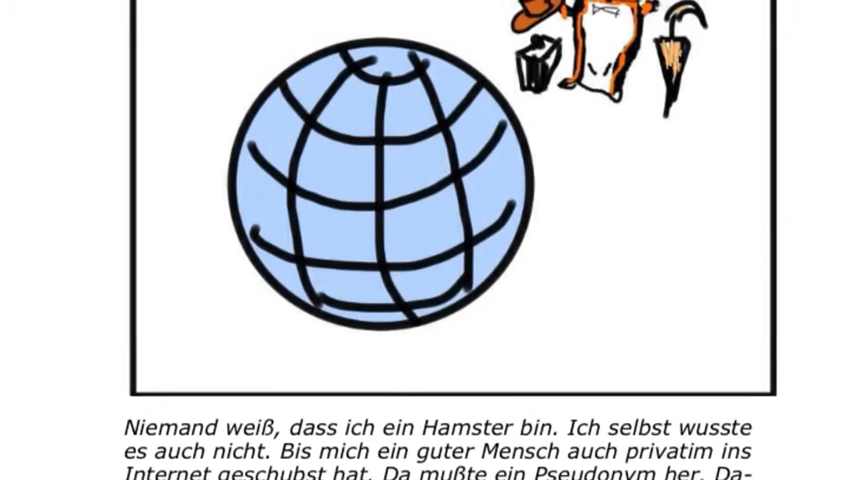 Niemand weiß, dass ich ein Hamster bin. Ich selbst wusste
es auch nicht. Bis mich ein guter Mensch auch privatim ins
Internet geschubst hat. Da mußte ein Pseudonym her. Da-